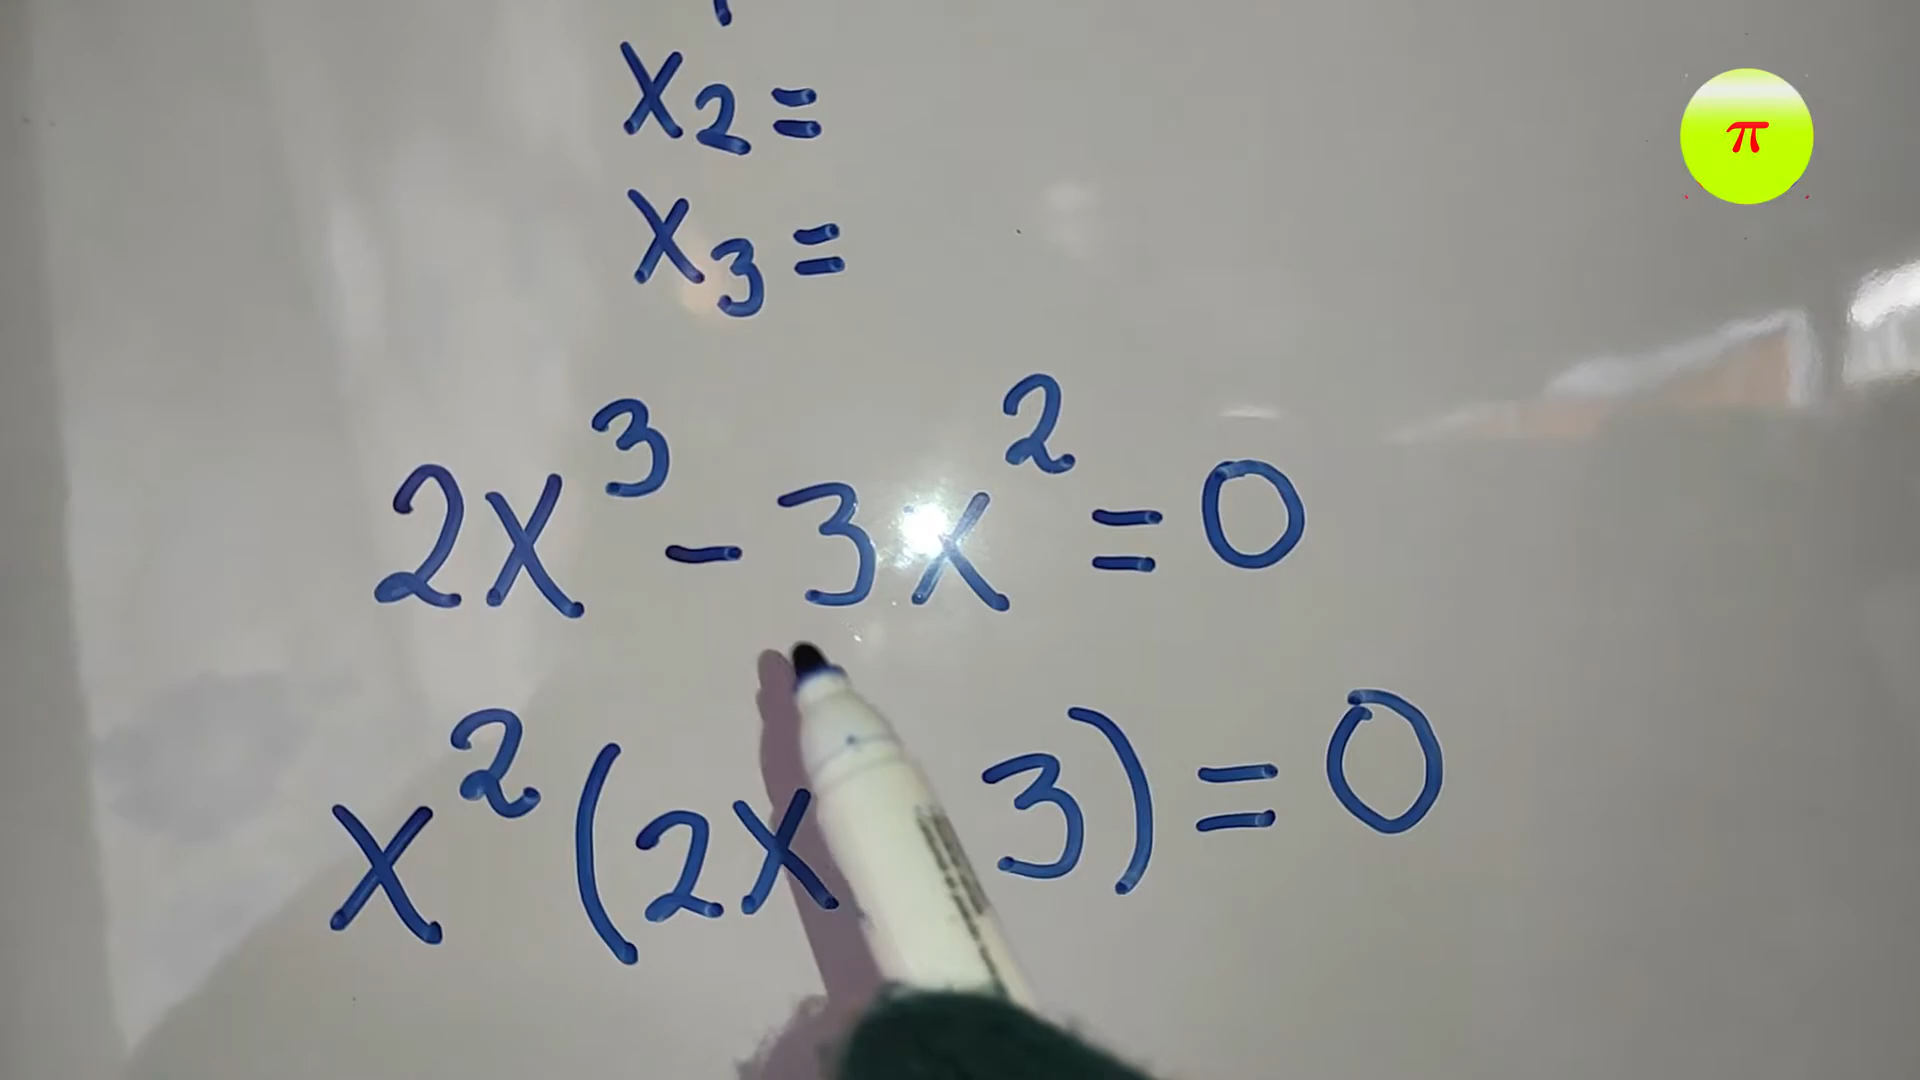 x₂ =
x₃ =
π
2x³ - 3x² = 0
x²(2x 3) = 0